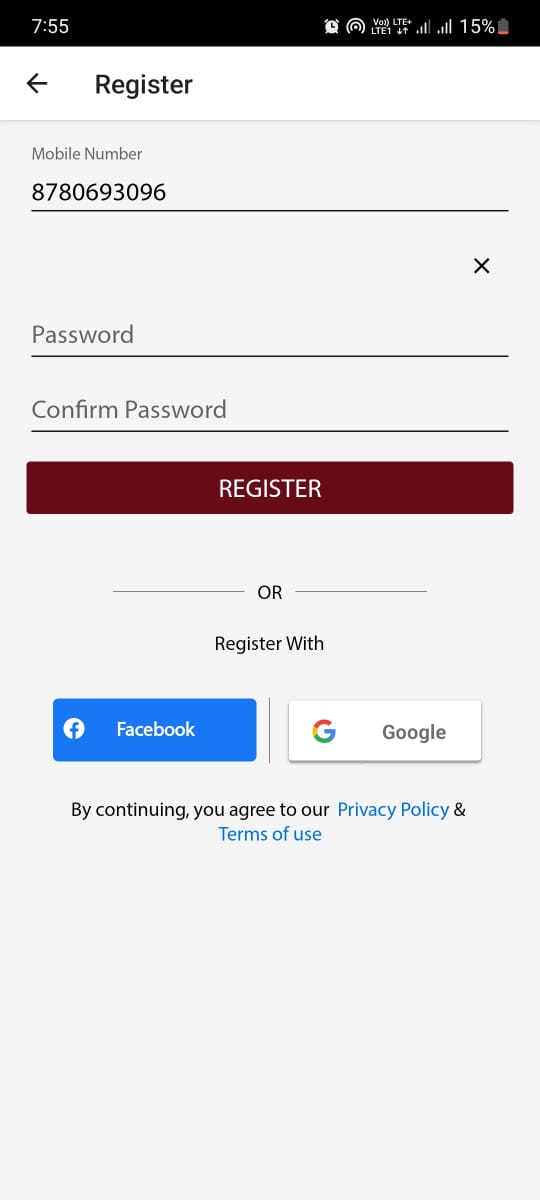 7:55
Vo)) LTE+
LTE1 ↓↑ 15%
Register
Mobile Number
8780693096
Password
Confirm Password
REGISTER
OR
Register With
Facebook
Google
By continuing, you agree to our Privacy Policy &
Terms of use